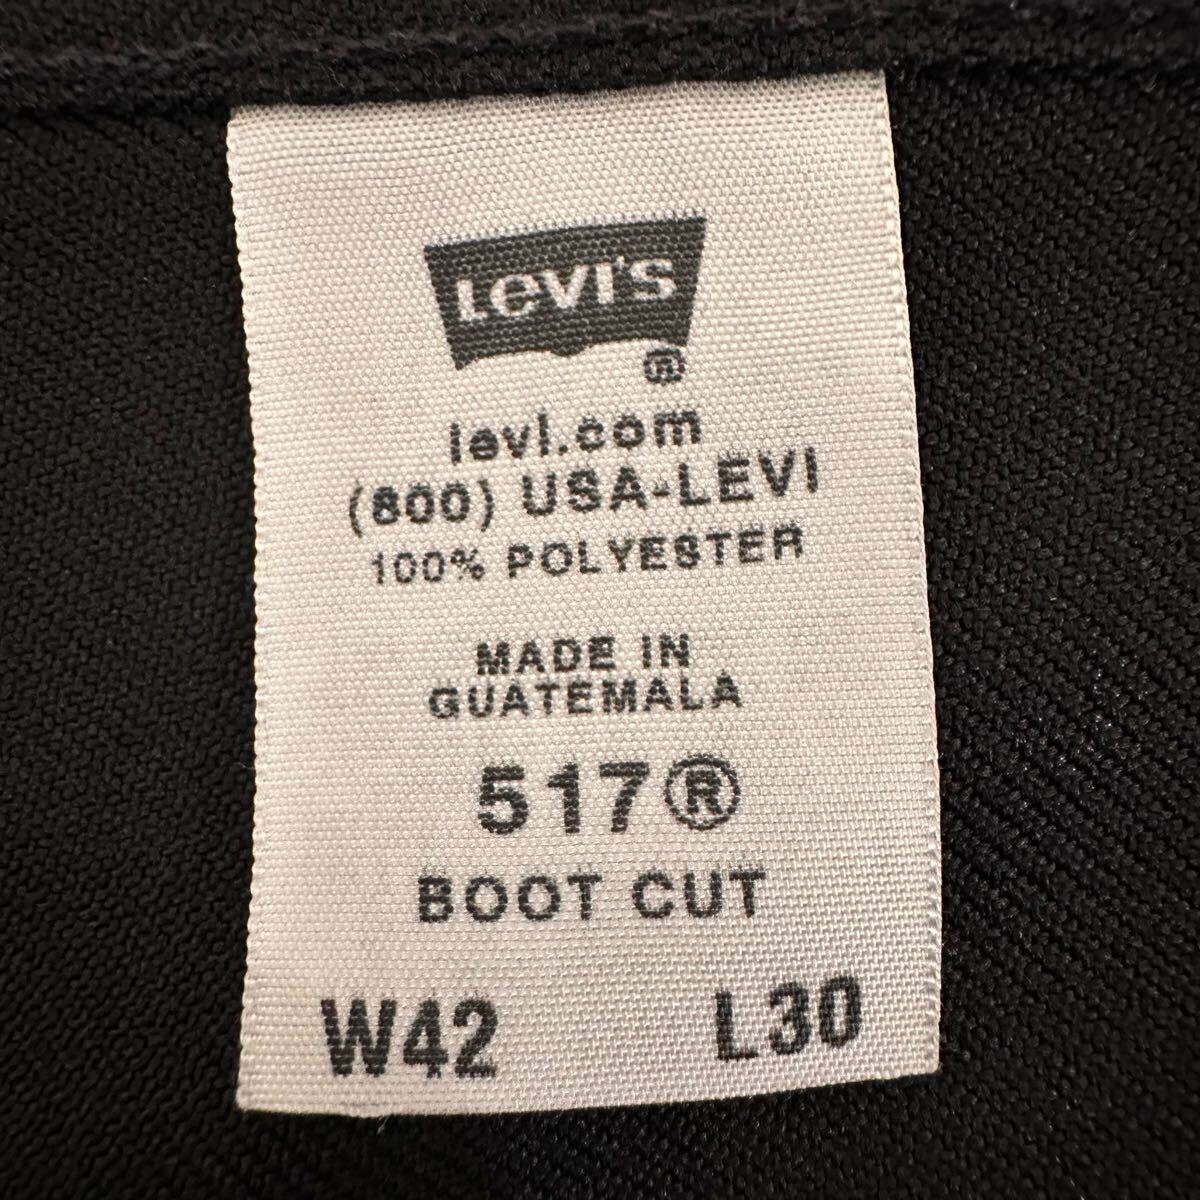 LEVI'S
®
levi.com
(800) USA-LEVI
100% POLYESTER
MADE IN
GUATEMALA
517®
BOOT CUT
W42 L30